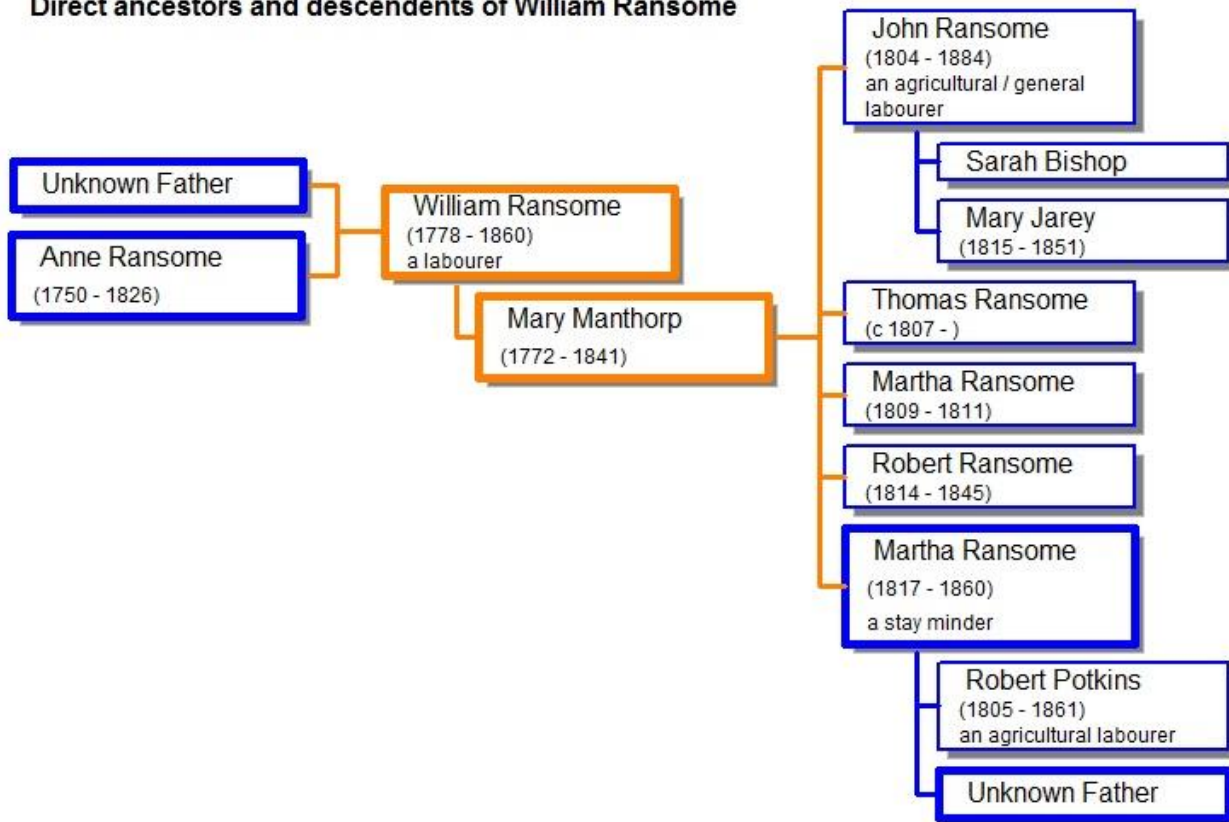 Direct ancestors and descendents of William Ransome
Unknown Father
Anne Ransome
(1750 - 1826)
William Ransome
(1778 - 1860)
a labourer
Mary Manthorp
(1772 - 1841)
John Ransome
(1804 - 1884)
an agricultural / general
labourer
Sarah Bishop
Mary Jarey
(1815 - 1851)
Thomas Ransome
(c 1807 - )
Martha Ransome
(1809 - 1811)
Robert Ransome
(1814 - 1845)
Martha Ransome
(1817 - 1860)
a stay minder
Robert Potkins
(1805 - 1861)
an agricultural labourer
Unknown Father